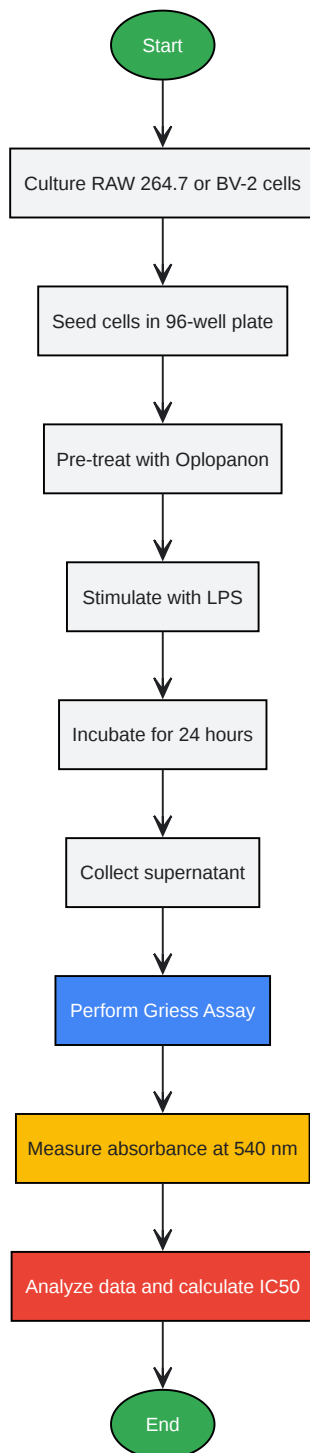 Start
Culture RAW 264.7 or BV-2 cells
Seed cells in 96-well plate
Pre-treat with Oplopanon
Stimulate with LPS
Incubate for 24 hours
Collect supernatant
Perform Griess Assay
Measure absorbance at 540 nm
Analyze data and calculate IC50
End